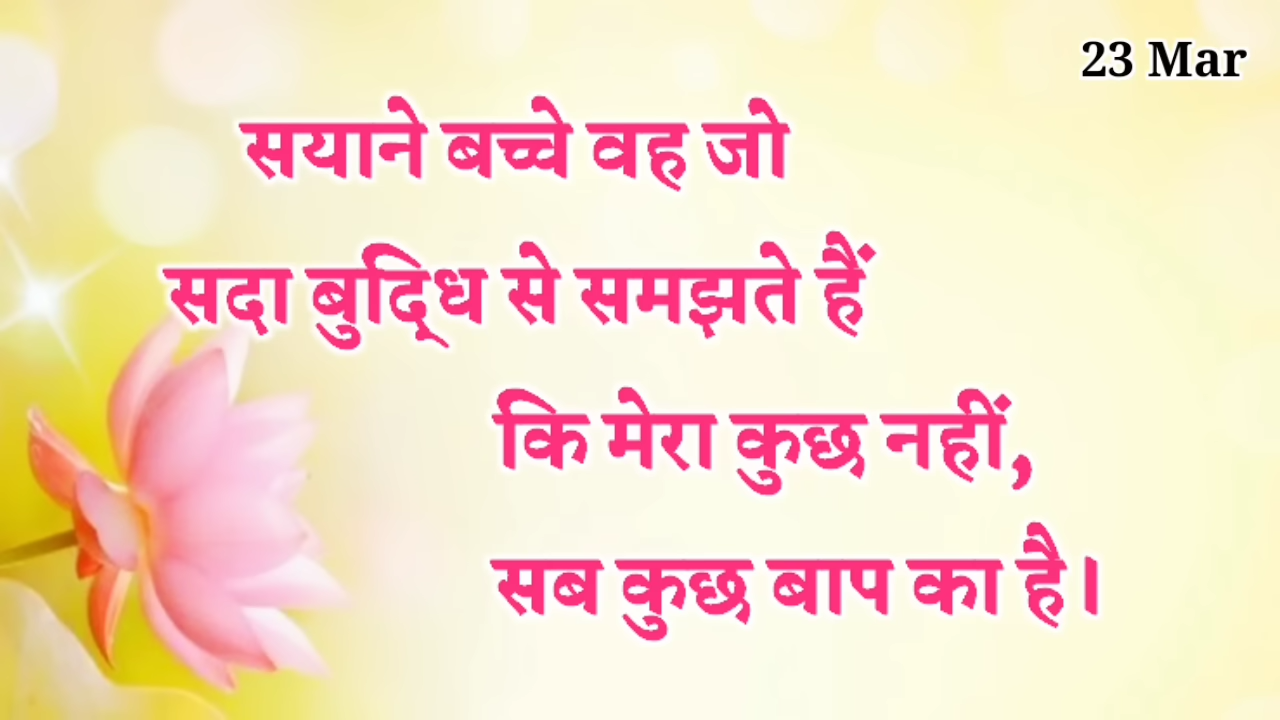 23 Mar
सयाने बच्चे वह जो
सदा बुद्धि से समझते हैं
कि मेरा कुछ नहीं,
सब कुछ बाप का है।